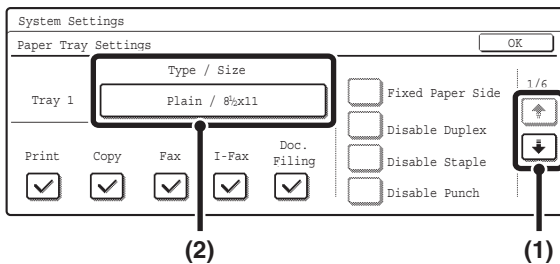 System Settings
Paper Tray Settings
OK
Type / Size
1/6
Tray 1
Plain / 8½x11
Fixed Paper Side
Disable Duplex
Print
Copy
Fax
I-Fax
Doc.
Filing
Disable Staple
Disable Punch
(2)
(1)